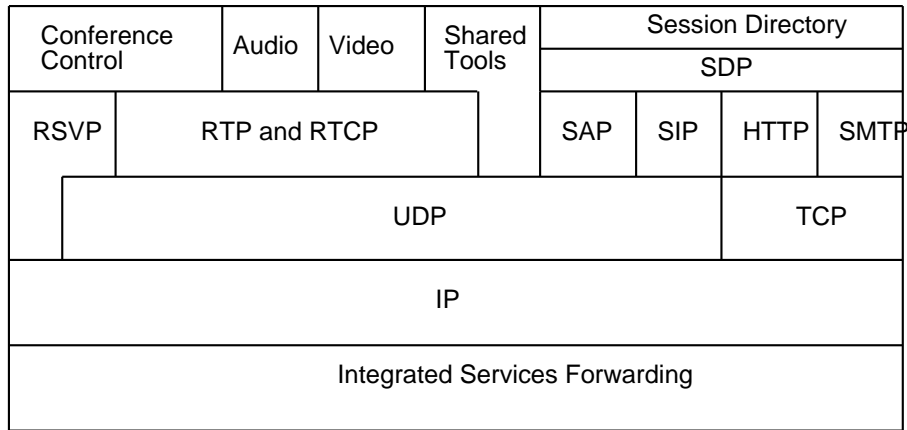 Conference
Control
Audio
Video
Shared
Tools
Session Directory
SDP
RSVP
RTP and RTCP
SAP
SIP
HTTP
SMTP
UDP
TCP
IP
Integrated Services Forwarding